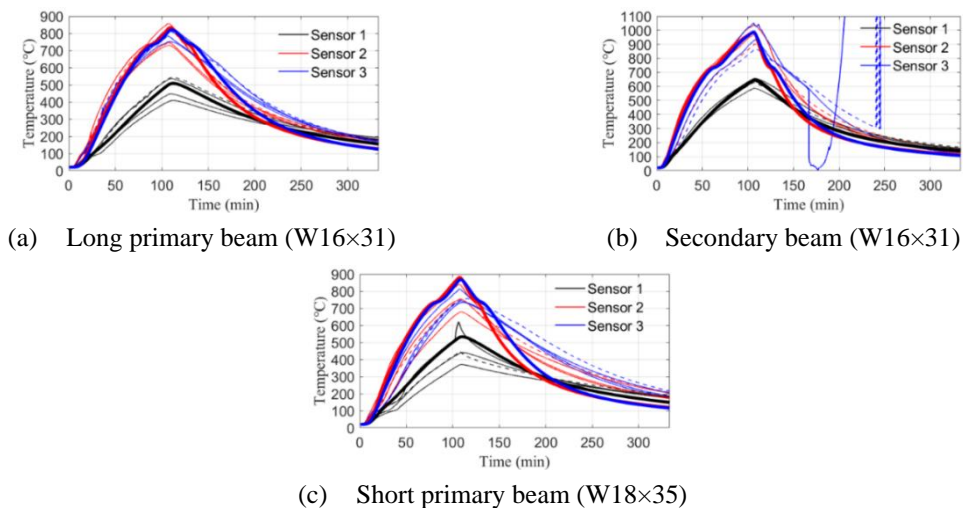 900
800
700
600
500
400
300
200
100
0
Temperature (℃)
0 50 100 150 200 250 300
Time (min)
Sensor 1
Sensor 2
Sensor 3
1100
1000
900
800
700
600
500
400
300
200
100
0
Temperature (℃)
0 50 100 150 200 250 300
Time (min)
Sensor 1
Sensor 2
Sensor 3
(a) Long primary beam (W16×31)
(b) Secondary beam (W16×31)
900
800
700
600
500
400
300
200
100
0
Temperature (℃)
0 50 100 150 200 250 300
Time (min)
Sensor 1
Sensor 2
Sensor 3
(c) Short primary beam (W18×35)